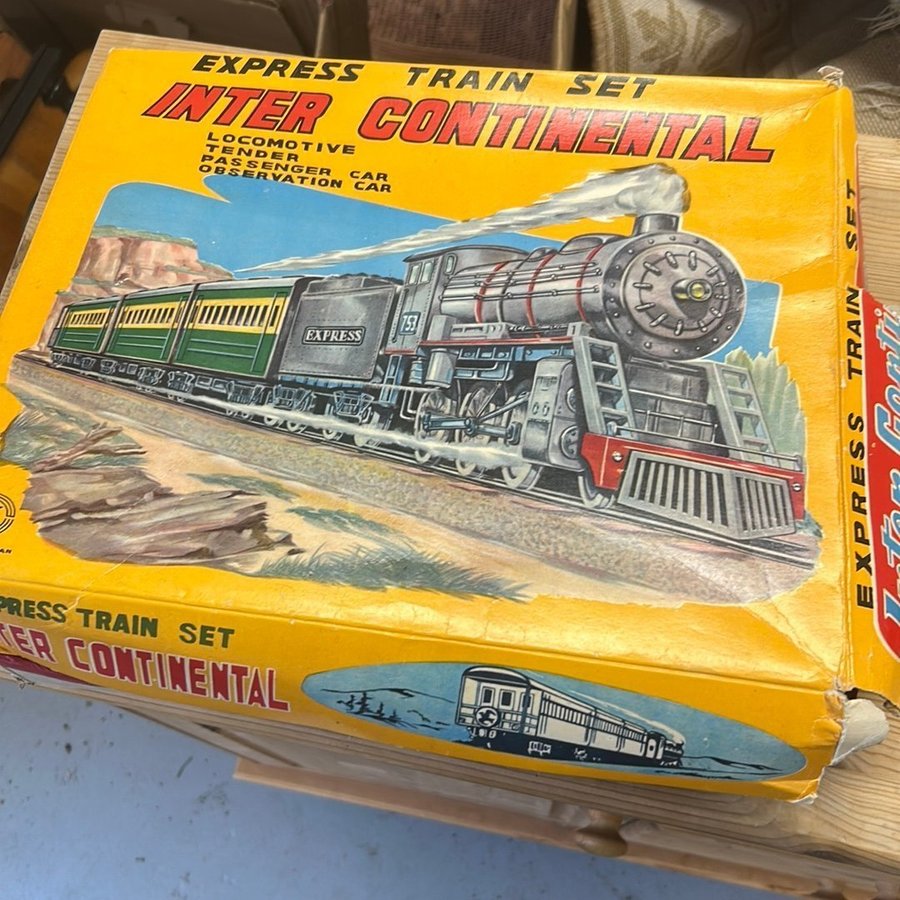 EXPRESS TRAIN SET
INTER CONTINENTAL
LOCOMOTIVE
TENDER
PASSENGER CAR
OBSERVATION CAR
753
EXPRESS
PRESS TRAIN SET
TER CONTINENTAL
EXPRESS TRAIN SET